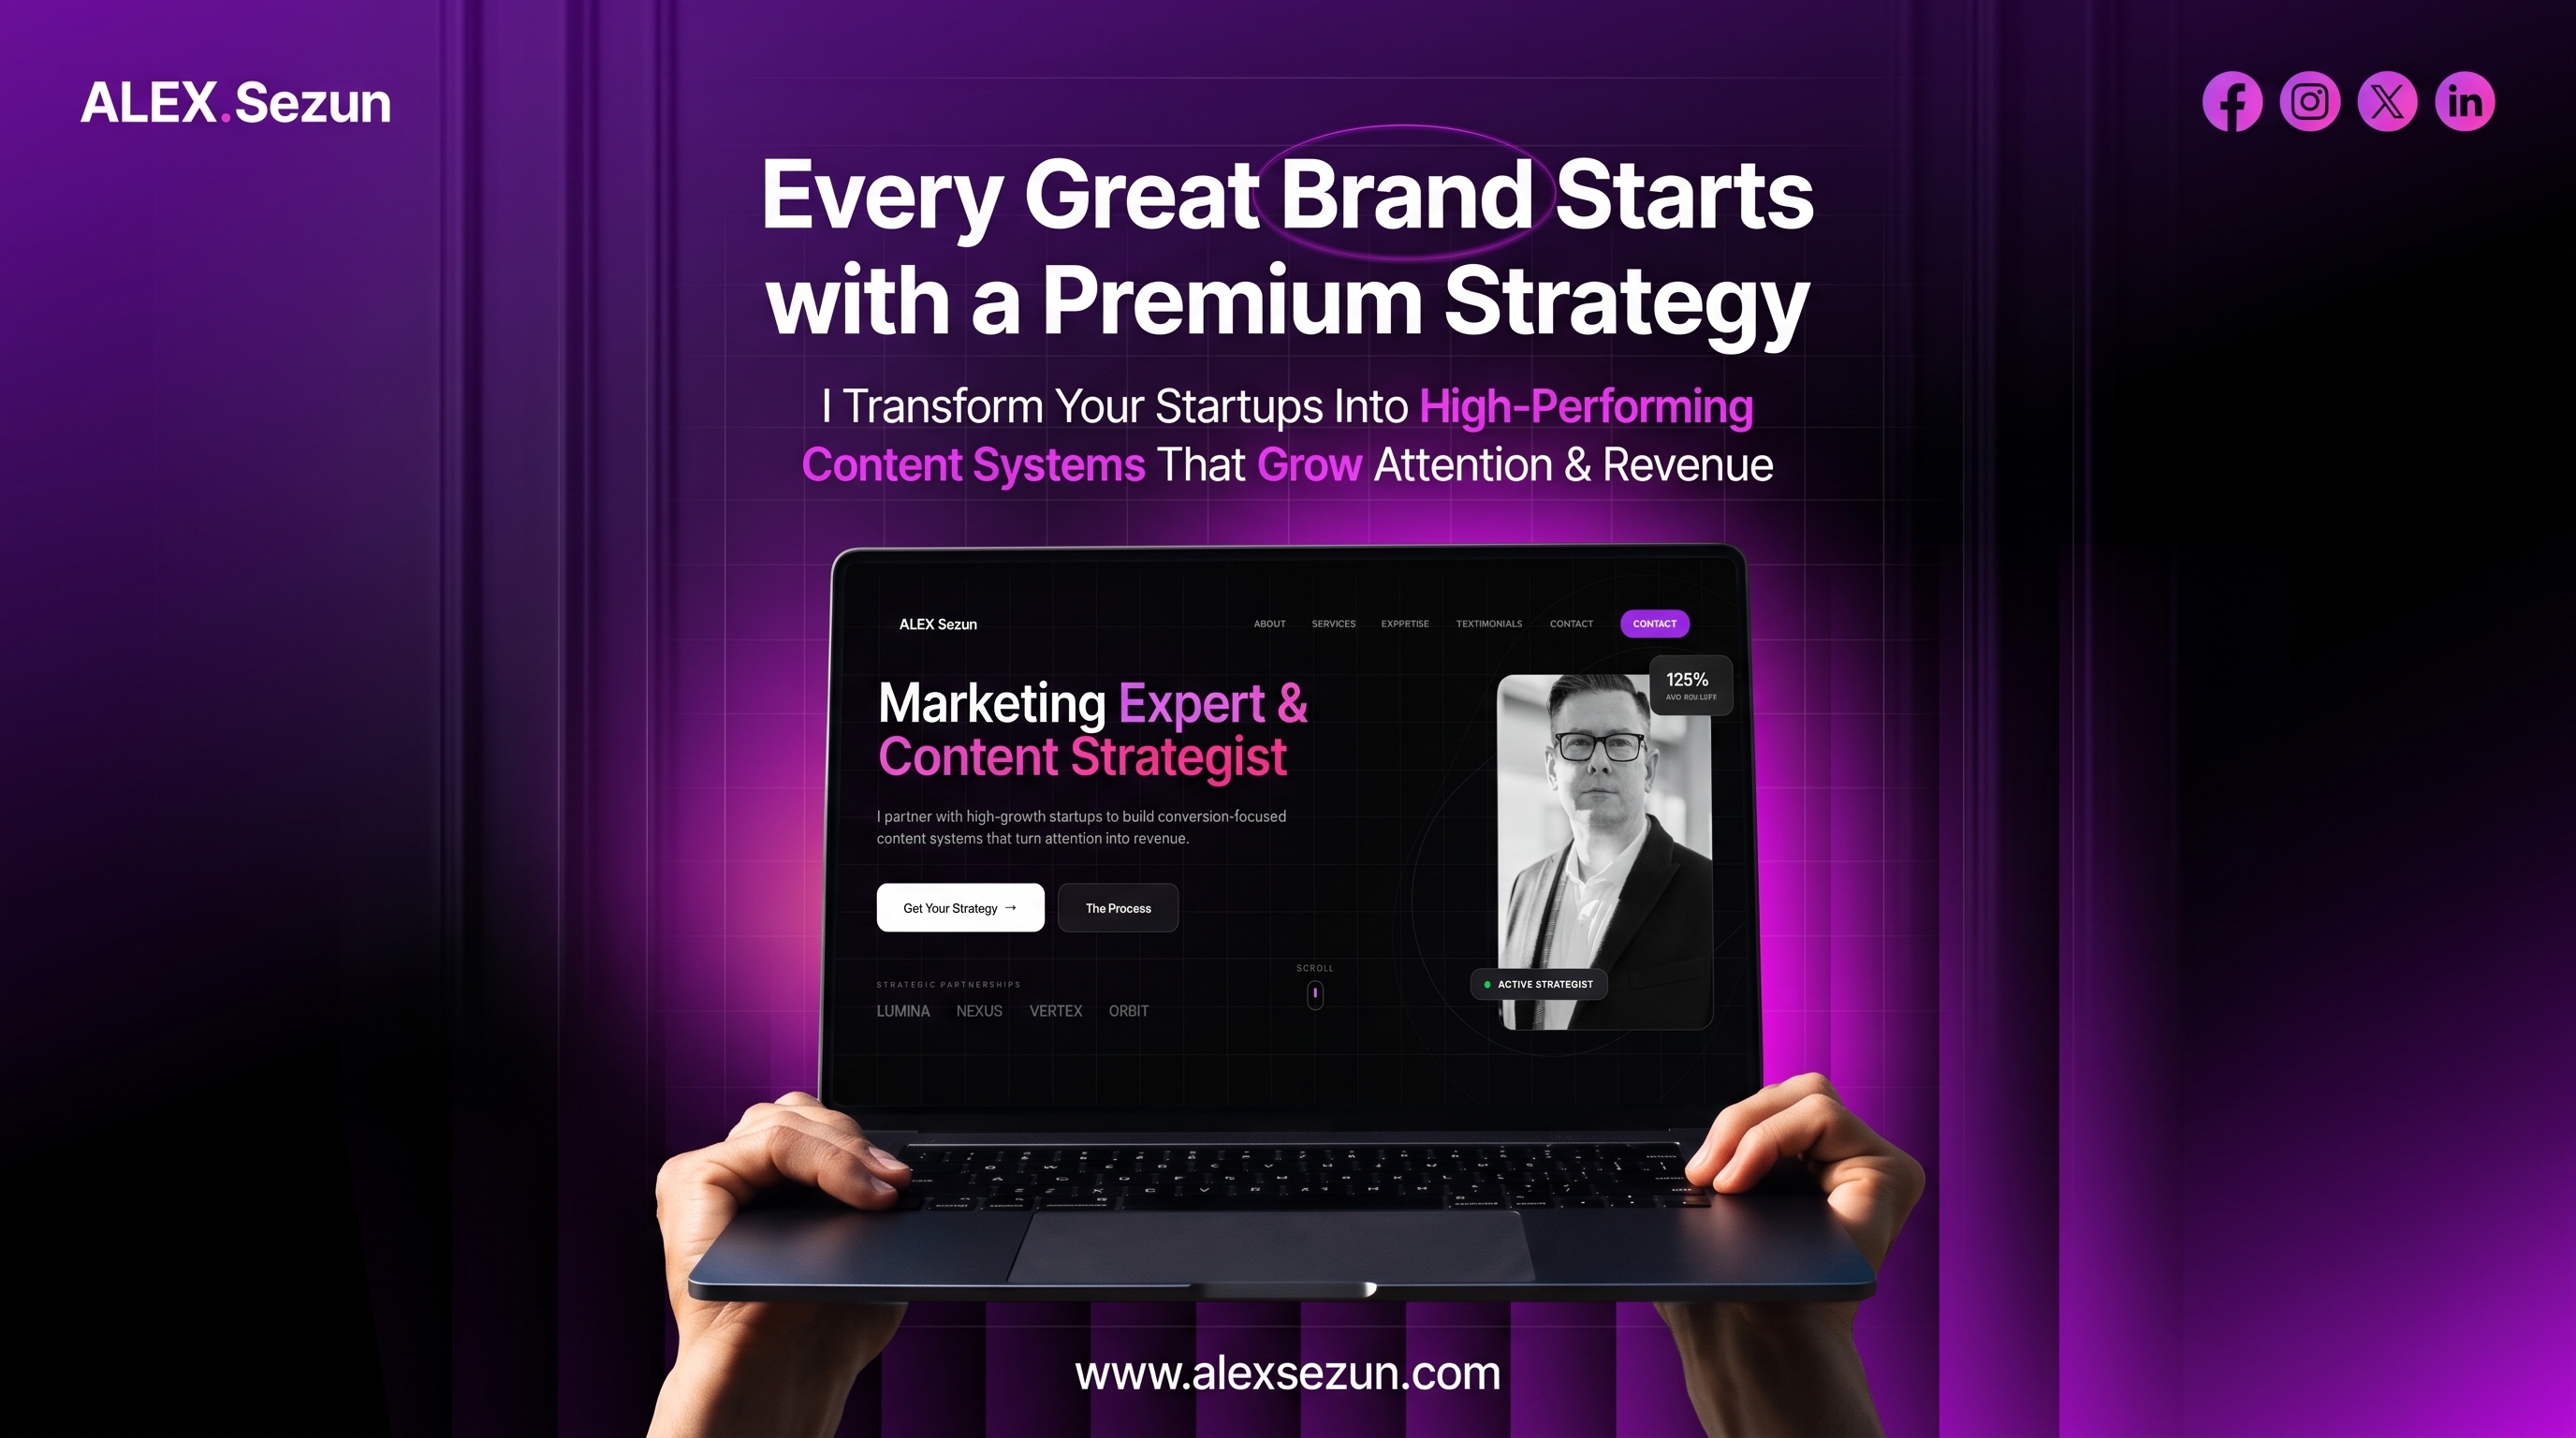 ALEX.Sezun
Every Great Brand Starts
with a Premium Strategy
I Transform Your Startups Into High-Performing
Content Systems That Grow Attention & Revenue
ALEX Sezun
ABOUT SERVICES EXPPETISE TEXTIMONIALS CONTACT CONTACT
125%
Marketing Expert &
Content Strategist
I partner with high-growth startups to build conversion-focused
content systems that turn attention into revenue.
Get Your Strategy →
The Process
SCROLL
ACTIVE STRATEGIST
STRATEGIC PARTNERSHIPS
LUMINA NEXUS VERTEX ORBIT
www.alexsezun.com